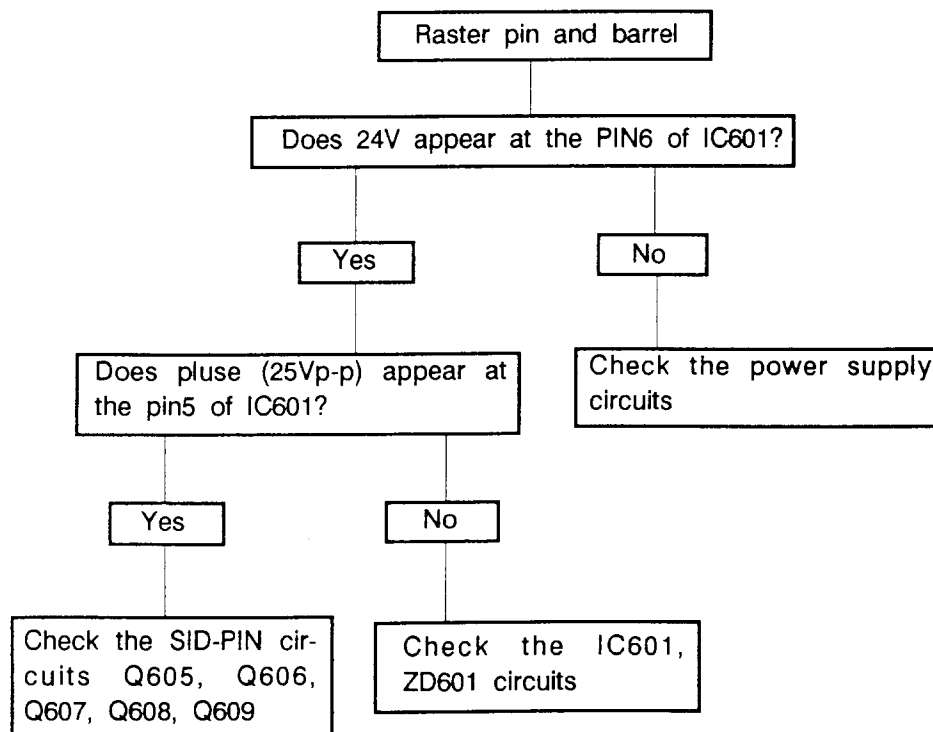 Raster pin and barrel
Does 24V appear at the PIN6 of IC601?
Yes
No
Does pluse (25Vp-p) appear at
the pin5 of IC601?
Check the power supply
circuits
Yes
No
Check the SID-PIN cir-
cuits Q605, Q606,
Q607, Q608, Q609
Check the IC601,
ZD601 circuits